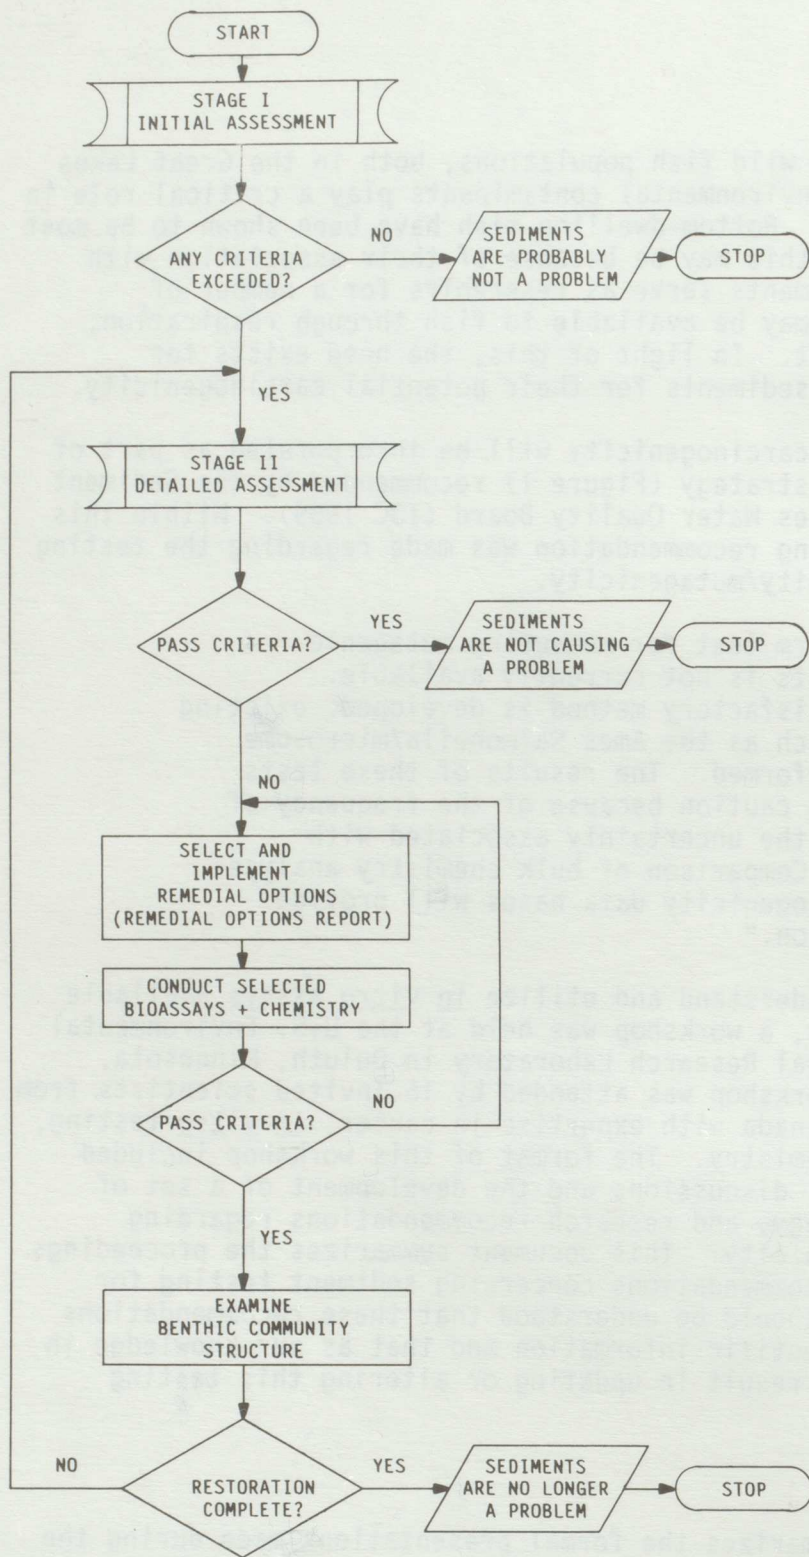 START
STAGE I
INITIAL ASSESSMENT
ANY CRITERIA
EXCEEDED?
NO
SEDIMENTS
ARE PROBABLY
NOT A PROBLEM
STOP
YES
STAGE II
DETAILED ASSESSMENT
PASS CRITERIA?
YES
SEDIMENTS
ARE NOT CAUSING
A PROBLEM
STOP
NO
SELECT AND
IMPLEMENT
REMEDIAL OPTIONS
(REMEDIAL OPTIONS REPORT)
CONDUCT SELECTED
BIOASSAYS + CHEMISTRY
PASS CRITERIA?
NO
YES
EXAMINE
BENTHIC COMMUNITY
STRUCTURE
NO
RESTORATION
COMPLETE?
YES
SEDIMENTS
ARE NO LONGER
A PROBLEM
STOP